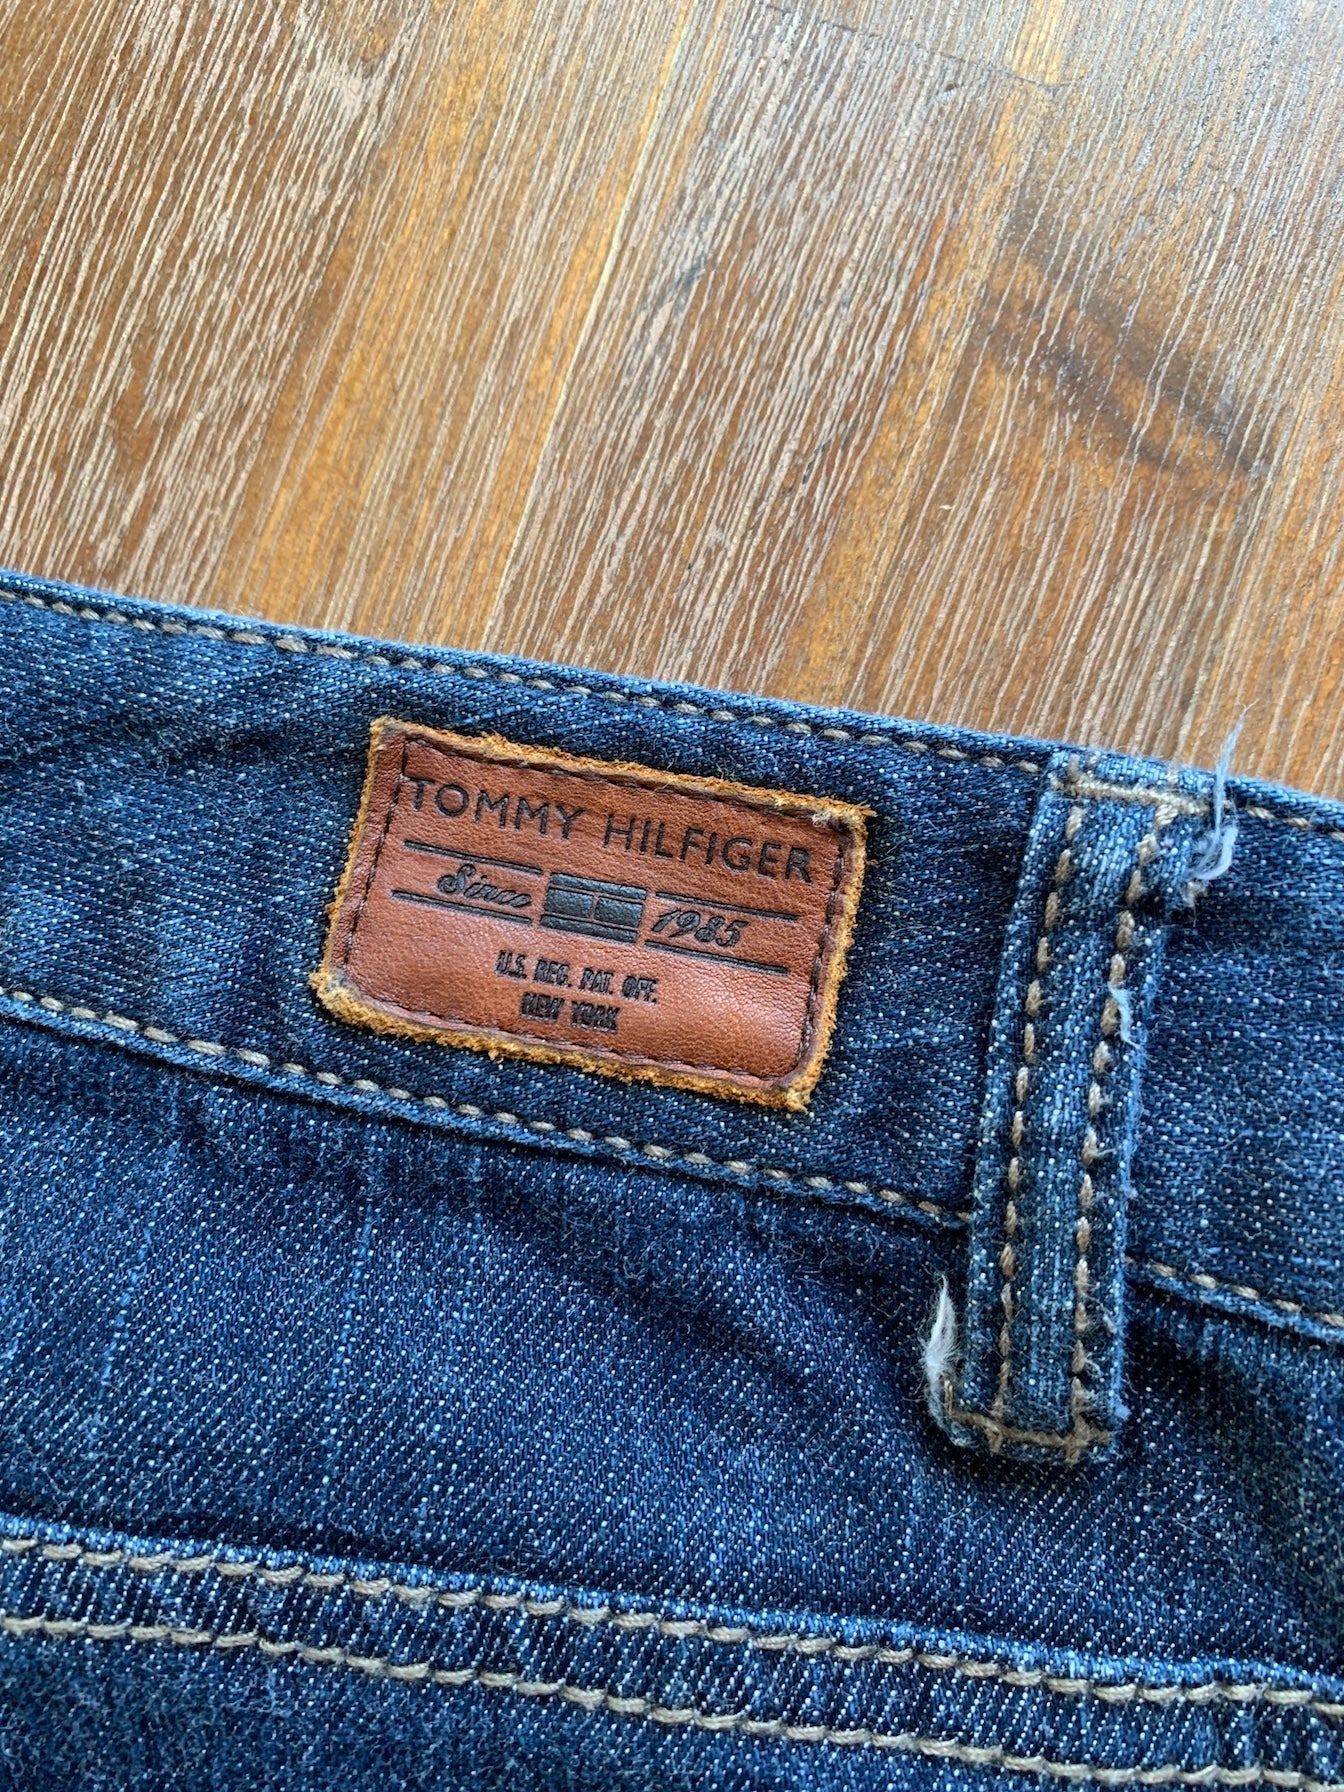 TOMMY HILFIGER
Since 1985
U.S. REG. PAT. OFF.
NEW YORK